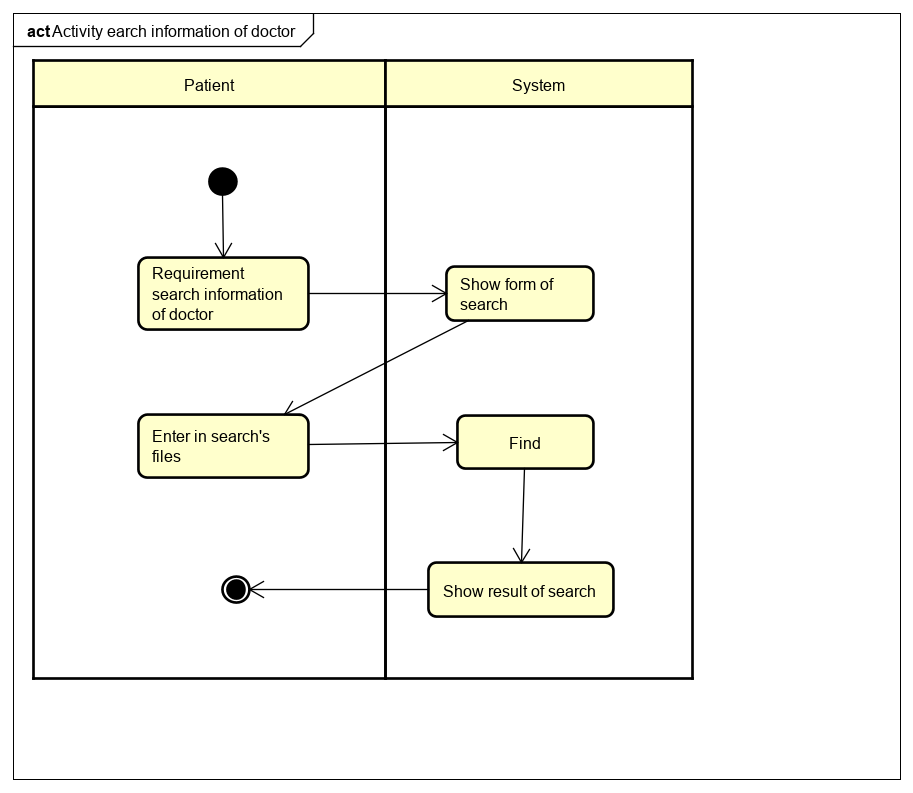 act Activity earch information of doctor
Patient
System
Requirement
search information
of doctor
Show form of
search
Enter in search's
files
Find
Show result of search